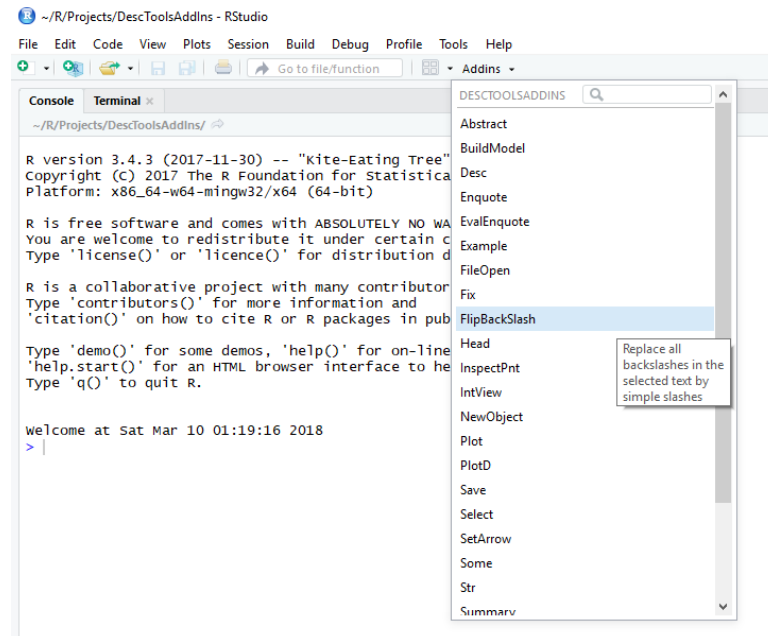 ~/R/Projects/DescToolsAddIns - RStudio
File Edit Code View Plots Session Build Debug Profile Tools Help
Go to file/function Addins
Console Terminal
~/R/Projects/DescToolsAddIns/
R version 3.4.3 (2017-11-30) -- "Kite-Eating Tree"
Copyright (C) 2017 The R Foundation for Statistica
Platform: x86_64-w64-mingw32/x64 (64-bit)
R is free software and comes with ABSOLUTELY NO WA
You are welcome to redistribute it under certain c
Type 'license()' or 'licence()' for distribution d
R is a collaborative project with many contributor
Type 'contributors()' for more information and
'citation()' on how to cite R or R packages in pub
Type 'demo()' for some demos, 'help()' for on-line
'help.start()' for an HTML browser interface to he
Type 'q()' to quit R.
Welcome at Sat Mar 10 01:19:16 2018
>
DESCTOOLSADDINS
Abstract
BuildModel
Desc
Enquote
EvalEnquote
Example
FileOpen
Fix
FlipBackSlash
Head
InspectPnt
IntView
NewObject
Plot
PlotD
Save
Select
SetArrow
Some
Str
Summary
Replace all
backslashes in the
selected text by
simple slashes